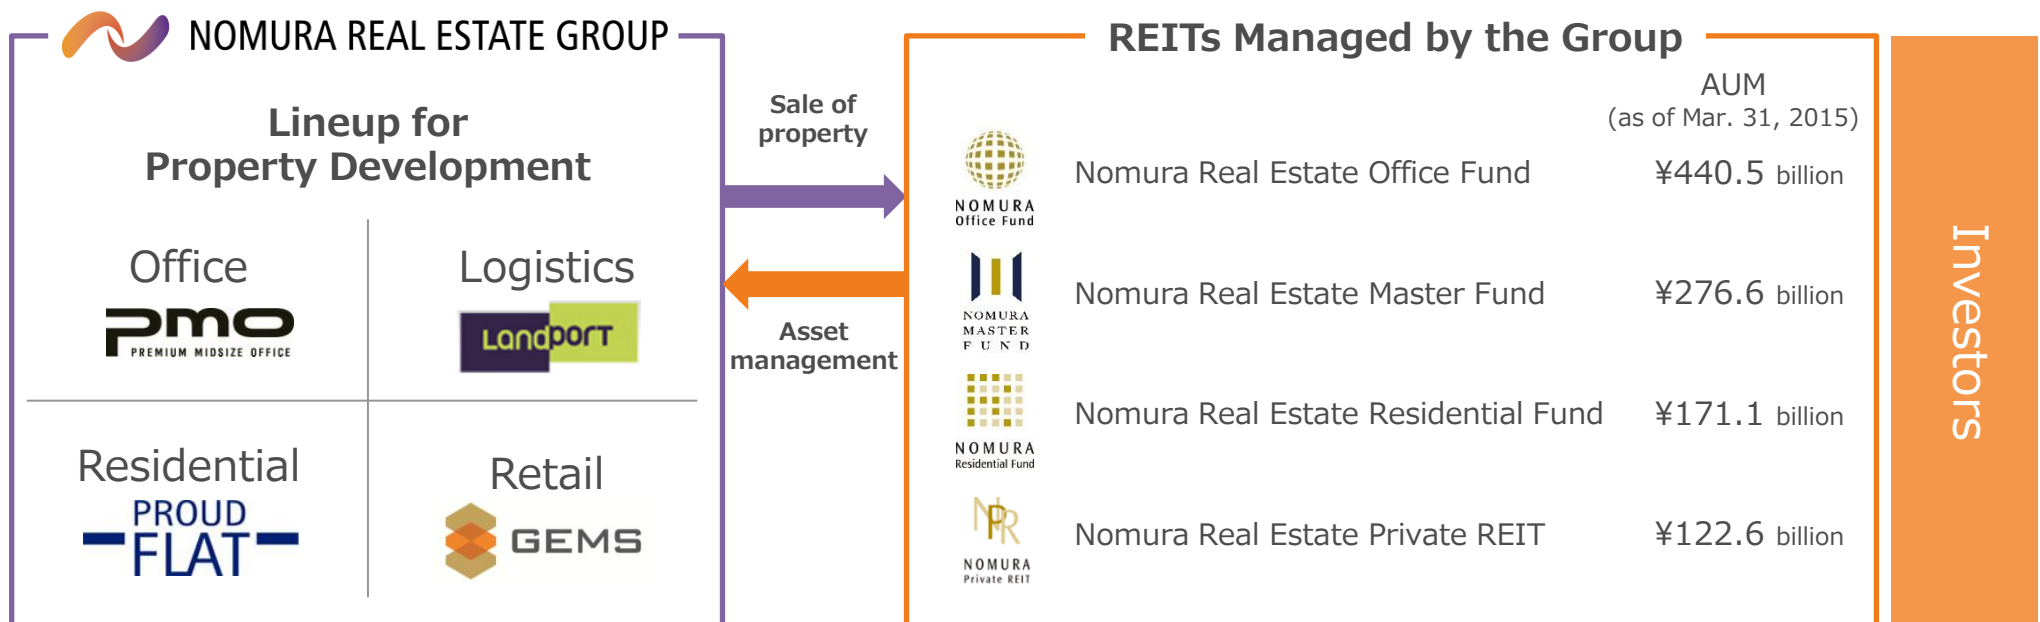 NOMURA REAL ESTATE GROUP
Lineup for
Property Development
Office
pmo
PREMIUM MIDSIZE OFFICE
Logistics
Landport
Residential
PROUD
FLAT
Retail
GEMS
Sale of
property
Asset
management
REITs Managed by the Group
AUM
(as of Mar. 31, 2015)
NOMURA
Office Fund
Nomura Real Estate Office Fund ¥440.5 billion
NOMURA
MASTER
FUND
Nomura Real Estate Master Fund ¥276.6 billion
NOMURA
Residential Fund
Nomura Real Estate Residential Fund ¥171.1 billion
NPR
NOMURA
Private REIT
Nomura Real Estate Private REIT ¥122.6 billion
Investors